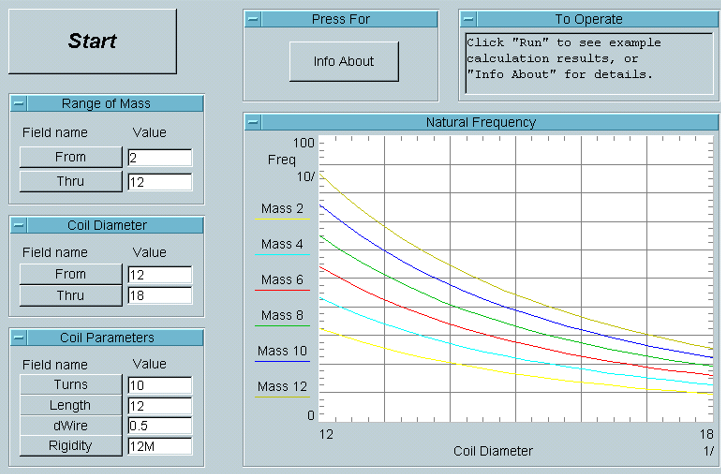 Start
Press For
Info About
To Operate
Click "Run" to see example
calculation results, or
"Info About" for details.
Range of Mass
Field name Value
From 2
Thru 12
Coil Diameter
Field name Value
From 12
Thru 18
Coil Parameters
Field name Value
Turns 10
Length 12
dWire 0.5
Rigidity 12M
Natural Frequency
100
Freq
10/
Mass 2
Mass 4
Mass 6
Mass 8
Mass 10
Mass 12
0
12 18
Coil Diameter 1/